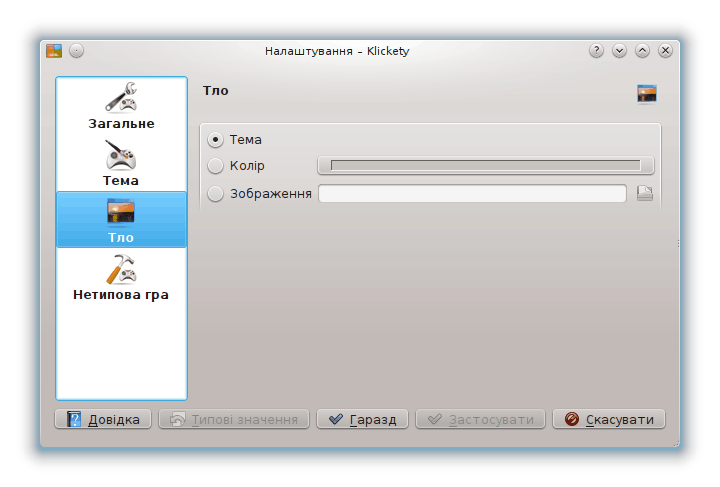 Налаштування – Klickety
Загальне
Тема
Тло
Нетипова гра
Тло
Тема
Колір
Зображення
Довідка
Типові значення
Гаразд
Застосувати
Скасувати